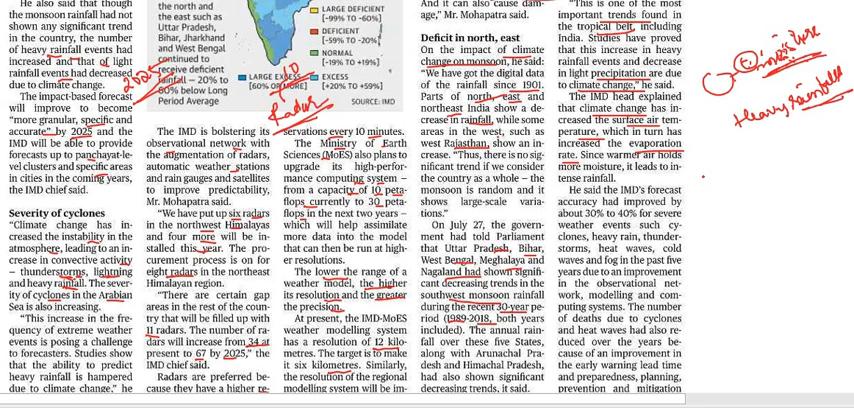 He also said that though
the monsoon rainfall had not
shown any significant trend
in the country, the number
of heavy rainfall events had
increased and that of light
rainfall events had decreased
due to climate change.
The impact-based forecast
will improve to become
"more granular, specific and
accurate" by 2025 and the
IMD will be able to provide
forecasts up to panchayat-le-
vel clusters and specific areas
in cities in the coming years,
the IMD chief said.
Severity of cyclones
"Climate change has in-
creased the instability in the
atmosphere, leading to an in-
crease in convective activity
– thunderstorms, lightning
and heavy rainfall. The sever-
ity of cyclones in the Arabian
Sea is also increasing.
"This increase in the fre-
quency of extreme weather
events is posing a challenge
to forecasters. Studies show
that the ability to predict
heavy rainfall is hampered
due to climate change," he
the north and
the east such as
Uttar Pradesh,
Bihar, Jharkhand
and West Bengal
continued to
receive deficient
rainfall – 20% to
60% below Long
Period Average
LARGE DEFICIENT
[-99% TO -60%]
DEFICIENT
[-59% TO -20%]
NORMAL
[-19% TO +19%]
LARGE EXCESS
[60% OR MORE]
EXCESS
[+20% TO +59%]
SOURCE: IMD
2025
Radar
The IMD is bolstering its
observational network with
the augmentation of radars,
automatic weather stations
and rain gauges and satellites
to improve predictability,
Mr. Mohapatra said.
"We have put up six radars
in the northwest Himalayas
and four more will be in-
stalled this year. The pro-
curement process is on for
eight radars in the northeast
Himalayan region.
"There are certain gap
areas in the rest of the coun-
try that will be filled up with
11 radars. The number of ra-
dars will increase from 34 at
present to 67 by 2025," the
IMD chief said.
Radars are preferred be-
cause they have a higher re-
servations every 10 minutes.
The Ministry of Earth
Sciences (MoES) also plans to
upgrade its high-perfor-
mance computing system –
from a capacity of 10 peta-
flops currently to 30 peta-
flops in the next two years –
which will help assimilate
more data into the model
that can then be run at high-
er resolutions.
The lower the range of a
weather model, the higher
its resolution and the greater
the precision.
At present, the IMD-MoES
weather modelling system
has a resolution of 12 kilo-
metres. The target is to make
it six kilometres. Similarly,
the resolution of the regional
modelling system will be im-
And it can also cause dam-
age," Mr. Mohapatra said.
Deficit in north, east
On the impact of climate
change on monsoon, he said:
"We have got the digital data
of the rainfall since 1901.
Parts of north, east and
northeast India show a de-
crease in rainfall, while some
areas in the west, such as
west Rajasthan, show an in-
crease. "Thus, there is no sig-
nificant trend if we consider
the country as a whole – the
monsoon is random and it
shows large-scale varia-
tions."
On July 27, the govern-
ment had told Parliament
that Uttar Pradesh, Bihar,
West Bengal, Meghalaya and
Nagaland had shown signifi-
cant decreasing trends in the
southwest monsoon rainfall
during the recent 30-year pe-
riod (1989-2018, both years
included). The annual rain-
fall over these five States,
along with Arunachal Pra-
desh and Himachal Pradesh,
had also shown significant
decreasing trends, it said.
"This is one of the most
important trends found in
the tropical belt, including
India. Studies have proved
that this increase in heavy
rainfall events and decrease
in light precipitation are due
to climate change," he said.
The IMD head explained
that climate change has in-
creased the surface air tem-
perature, which in turn has
increased the evaporation
rate. Since warmer air holds
more moisture, it leads to in-
tense rainfall.
He said the IMD's forecast
accuracy had improved by
about 30% to 40% for severe
weather events such cy-
clones, heavy rain, thunder-
storms, heat waves, cold
waves and fog in the past five
years due to an improvement
in the observational net-
work, modelling and com-
puting systems. The number
of deaths due to cyclones
and heat waves had also re-
duced over the years be-
cause of an improvement in
the early warning lead time
and preparedness, planning,
prevention and mitigation
Heavy rainfall